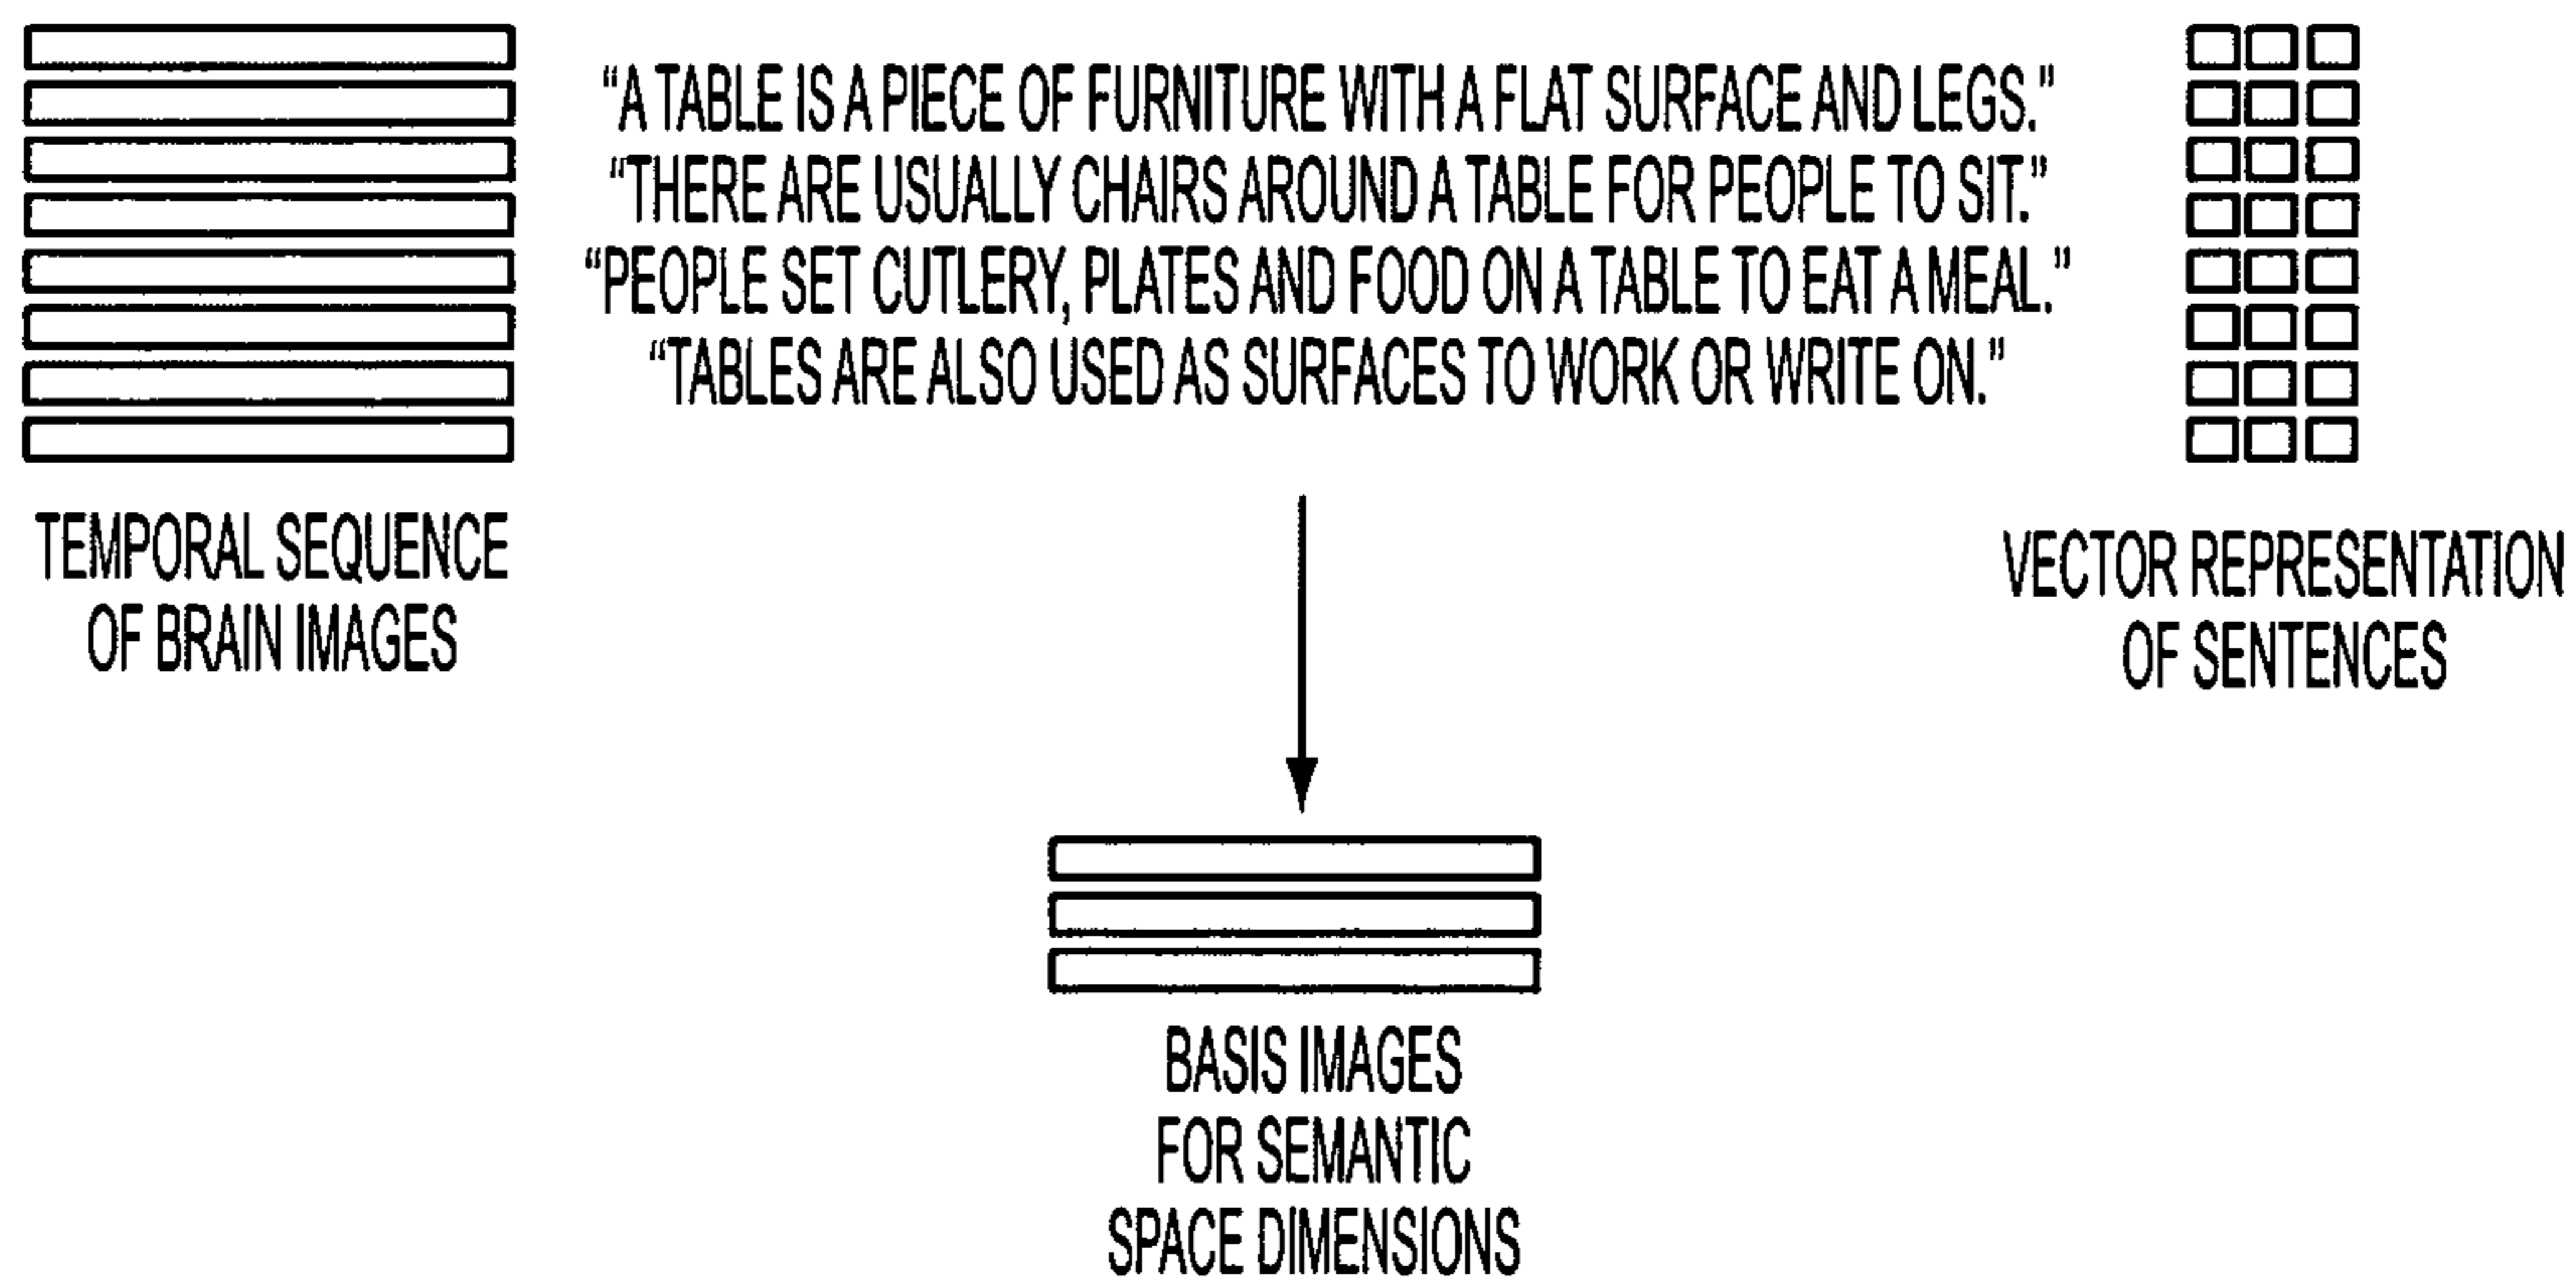 “A TABLE IS A PIECE OF FURNITURE WITH A FLAT SURFACE AND LEGS.”
“THERE ARE USUALLY CHAIRS AROUND A TABLE FOR PEOPLE TO SIT.”
“PEOPLE SET CUTLERY, PLATES AND FOOD ON A TABLE TO EAT A MEAL.”
“TABLES ARE ALSO USED AS SURFACES TO WORK OR WRITE ON.”
TEMPORAL SEQUENCE
OF BRAIN IMAGES
VECTOR REPRESENTATION
OF SENTENCES
BASIS IMAGES
FOR SEMANTIC
SPACE DIMENSIONS